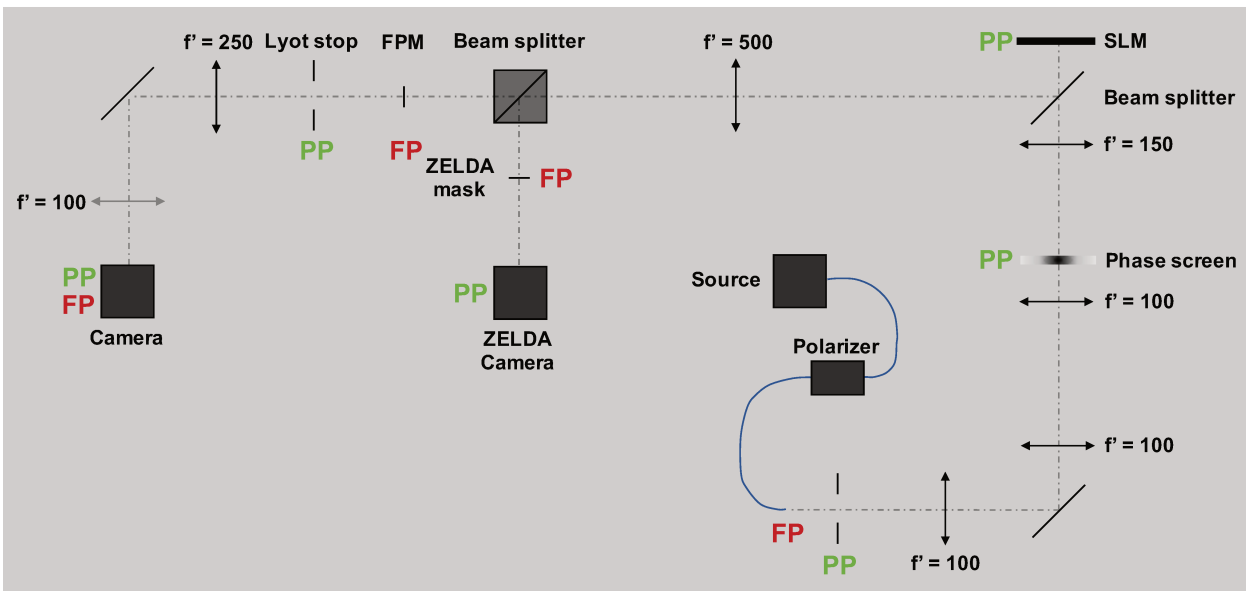 f' = 250
Lyot stop
FPM
Beam splitter
f' = 500
PP
SLM
Beam splitter
f' = 150
PP
FP
ZELDA
mask
FP
f' = 100
PP
FP
Camera
PP
ZELDA
Camera
Source
Polarizer
PP
Phase screen
f' = 100
f' = 100
FP
PP
f' = 100